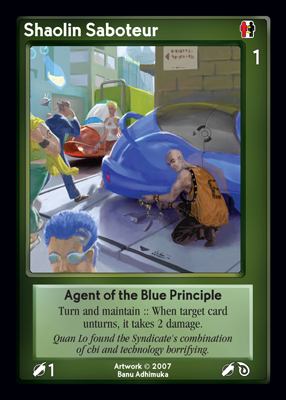 Shaolin Saboteur
1
Agent of the Blue Principle
Turn and maintain :: When target card
unturns, it takes 2 damage.
Quan Lo found the Syndicate's combination
of chi and technology horrifying.
1
Artwork © 2007
Banu Adhimuka